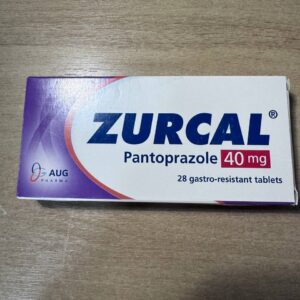 ZURCAL®
Pantoprazole 40 mg
28 gastro-resistant tablets
AUG
PHARMA